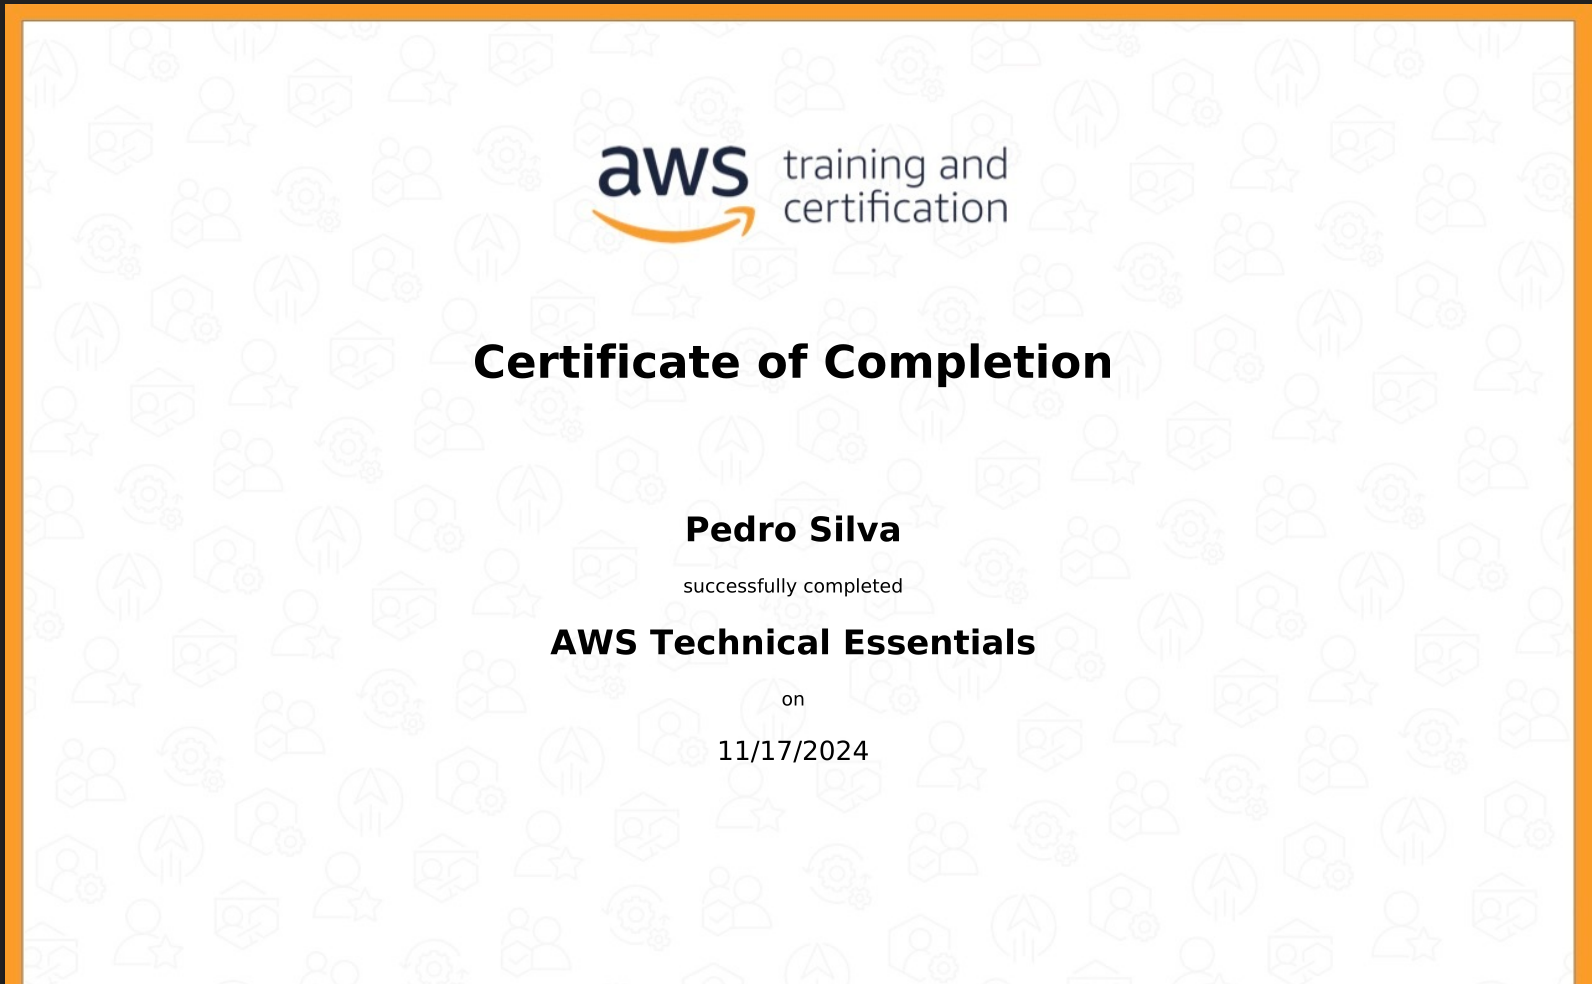 aws training and
certification
Certificate of Completion
Pedro Silva
successfully completed
AWS Technical Essentials
on
11/17/2024